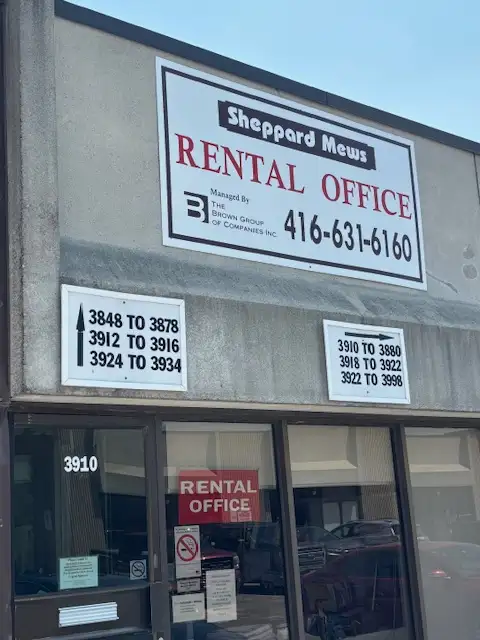 Sheppard Mews
RENTAL OFFICE
Managed By
THE
BROWN GROUP
OF COMPANIES INC.
416-631-6160
3848 TO 3878
3912 TO 3916
3924 TO 3934
3910 TO 3880
3918 TO 3922
3922 TO 3998
3910
RENTAL
OFFICE